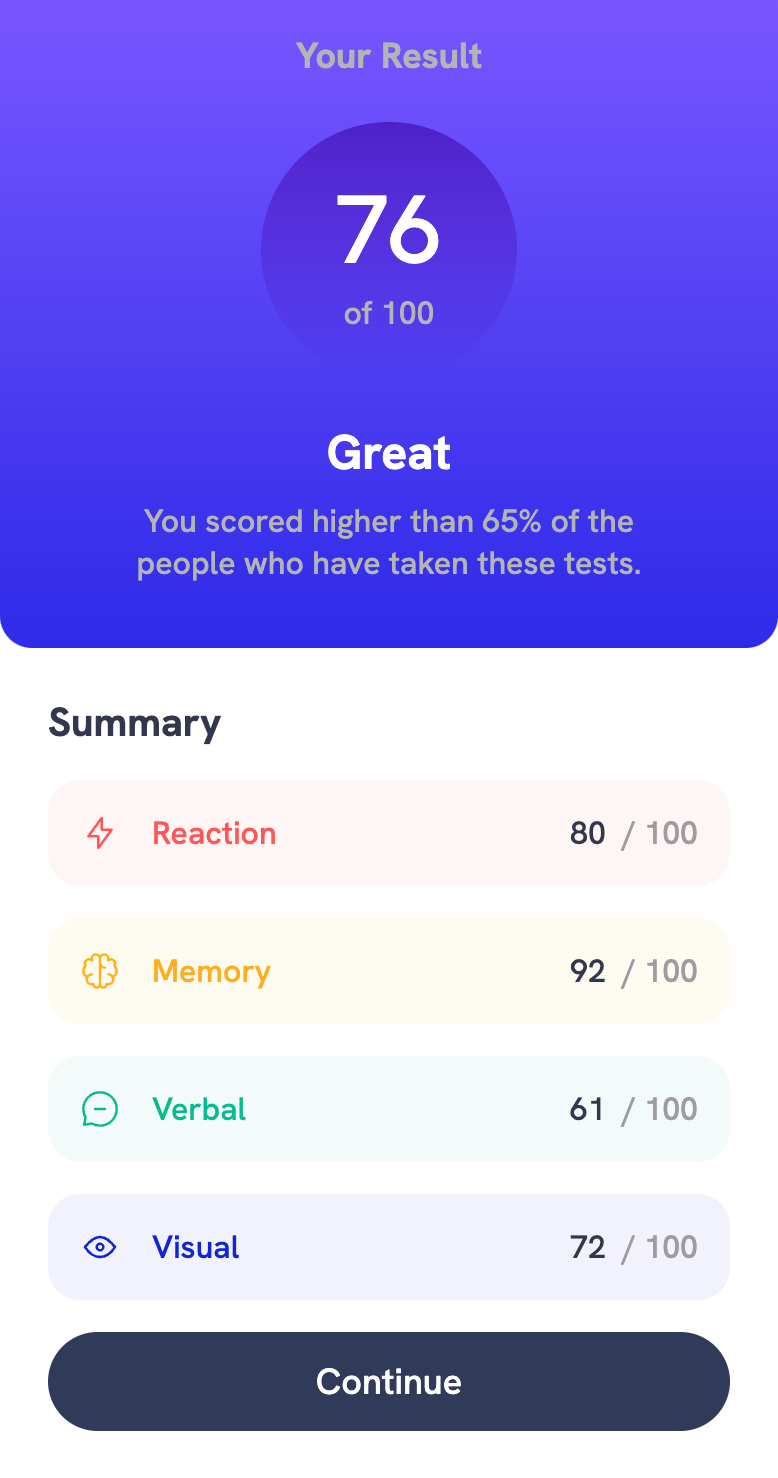 Your Result
76
of 100
Great
You scored higher than 65% of the
people who have taken these tests.
Summary
Reaction 80 / 100
Memory 92 / 100
Verbal 61 / 100
Visual 72 / 100
Continue